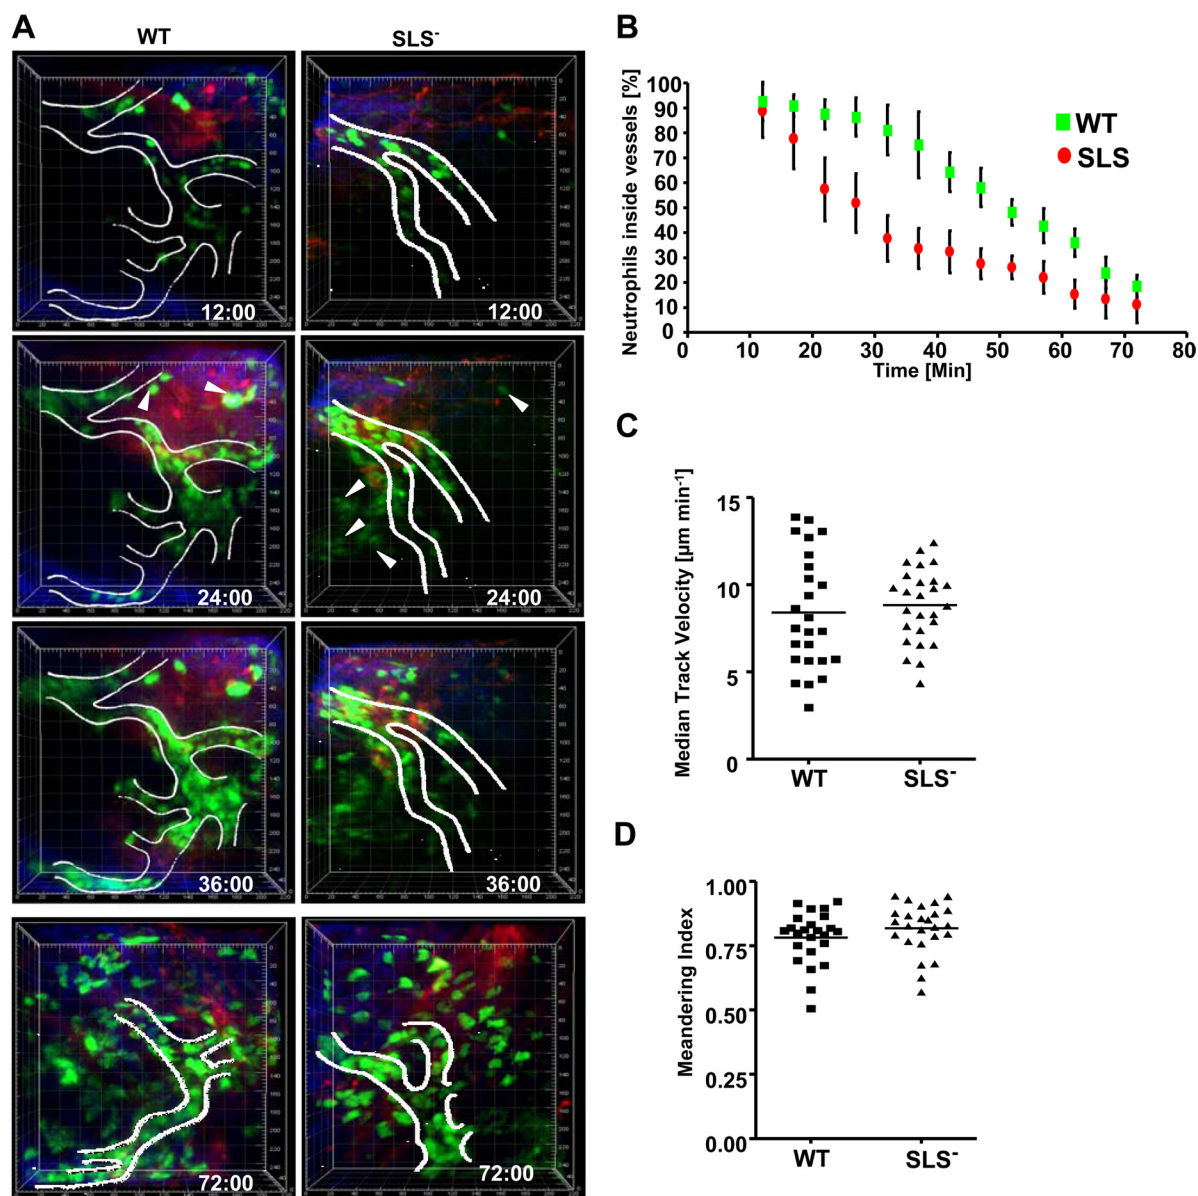 A
WT
SLS-
12:00
12:00
24:00
24:00
36:00
36:00
72:00
72:00
B
Neutrophils inside vessels [%]
100
90
80
70
60
50
40
30
20
10
0
WT
SLS
0 10 20 30 40 50 60 70 80
Time [Min]
C
Median Track Velocity [µm min-1]
15
10
5
0
WT SLS-
D
Meandering Index
1.00
0.75
0.50
0.25
0.00
WT SLS-